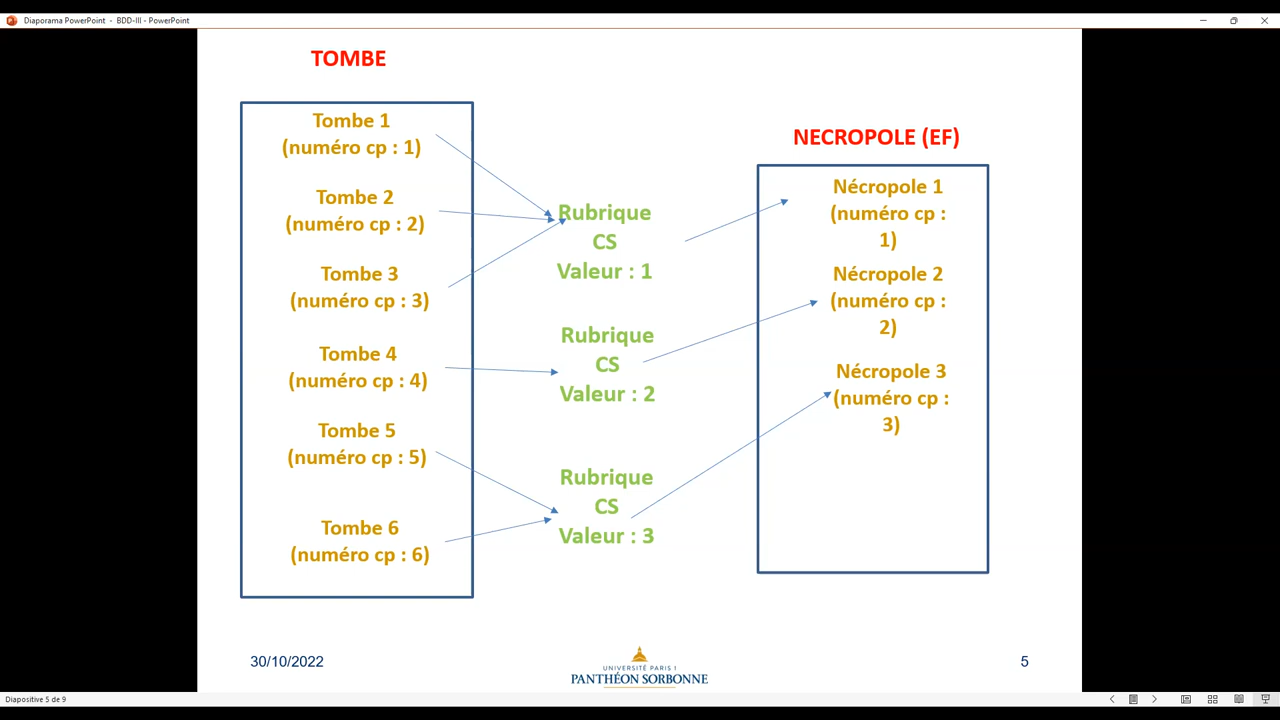 Diaporama PowerPoint - BDD-III - PowerPoint
TOMBE
Tombe 1
(numéro cp : 1)
Tombe 2
(numéro cp : 2)
Tombe 3
(numéro cp : 3)
Tombe 4
(numéro cp : 4)
Tombe 5
(numéro cp : 5)
Tombe 6
(numéro cp : 6)
Rubrique
CS
Valeur : 1
Rubrique
CS
Valeur : 2
Rubrique
CS
Valeur : 3
NECROPOLE (EF)
Nécropole 1
(numéro cp :
1)
Nécropole 2
(numéro cp :
2)
Nécropole 3
(numéro cp :
3)
30/10/2022
UNIVERSITÉ PARIS 1
PANTHÉON SORBONNE
5
Diapositive 5 de 9